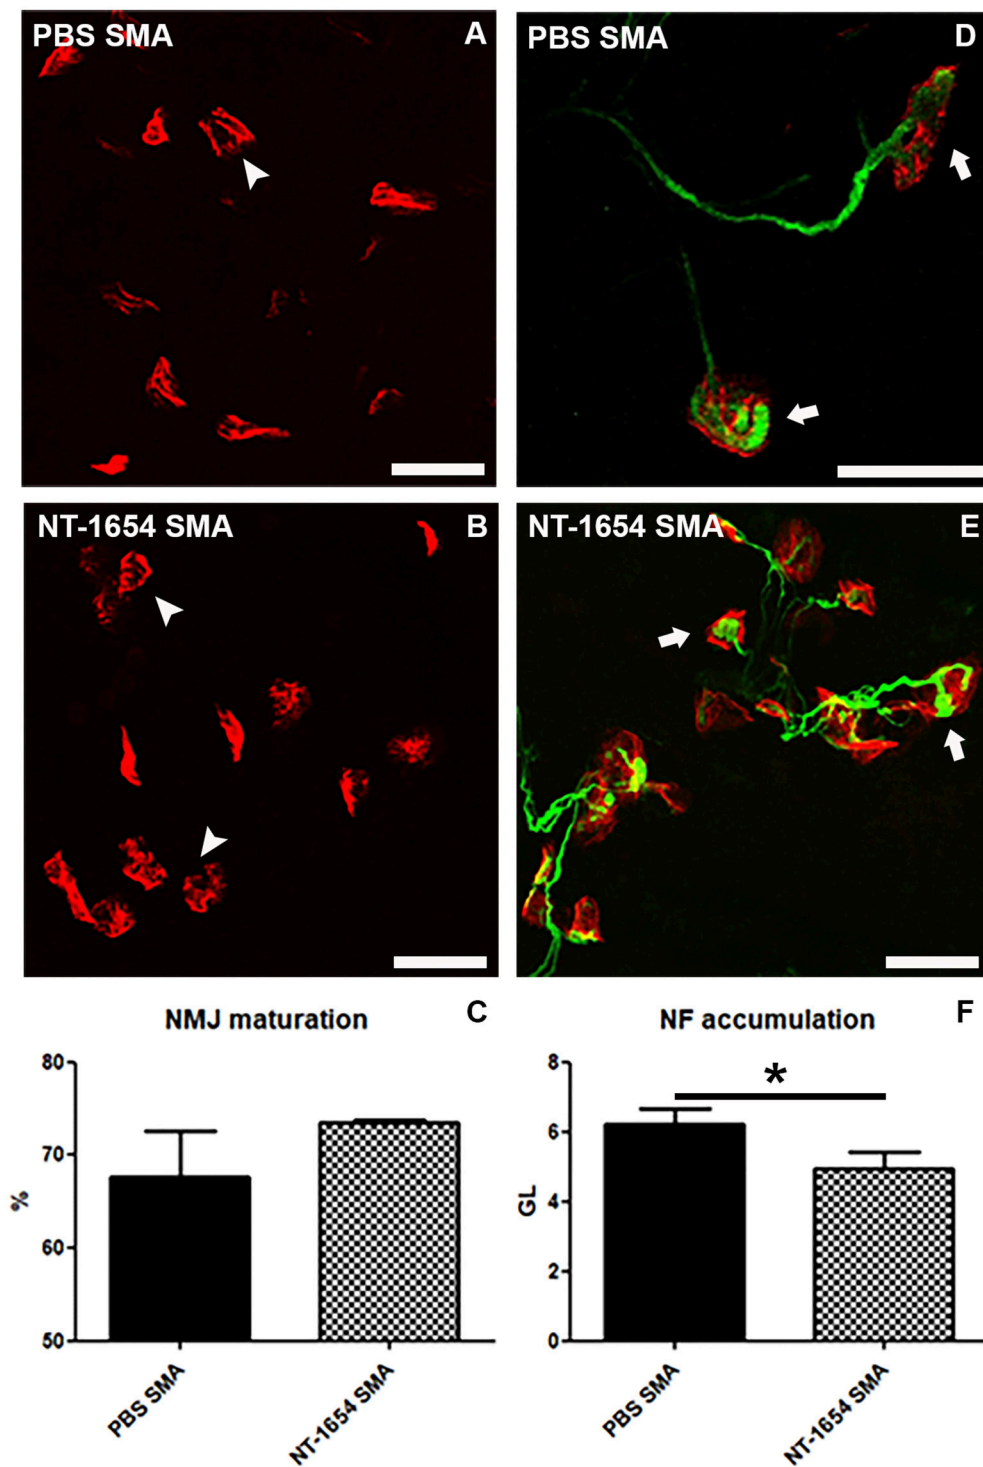 PBS SMA A
PBS SMA D
NT-1654 SMA B
NT-1654 SMA E
NMJ maturation C
80
70
60
50
%
PBS SMA
NT-1654 SMA
NF accumulation F
*
8
6
4
2
0
GL
PBS SMA
NT-1654 SMA